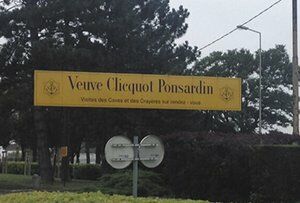 Veuve Clicquot Ponsardin
Visites des Caves et des Crayères sur rendez - vous